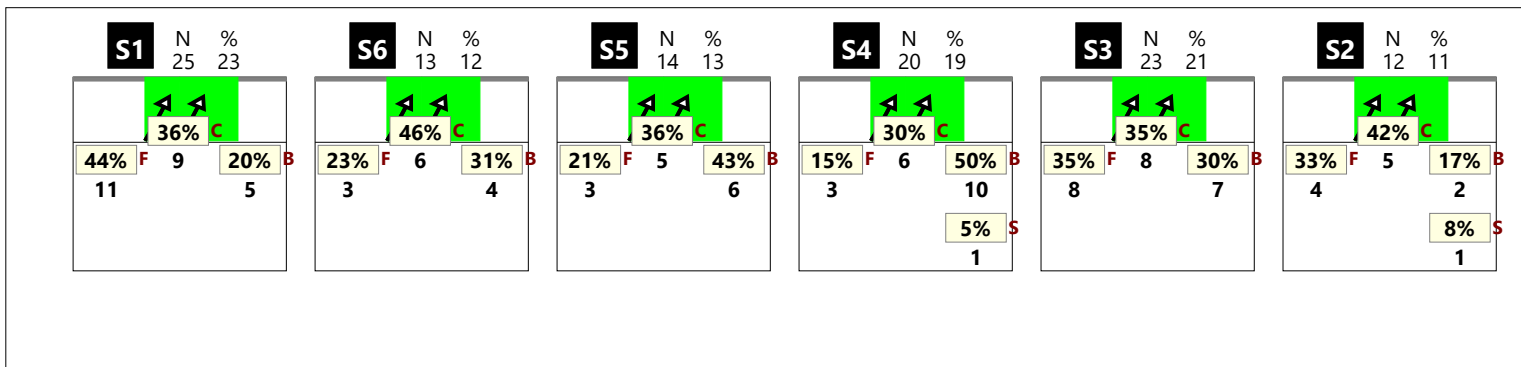 S1 N % S6 N % S5 N % S4 N % S3 N % S2 N %
25 23 13 12 14 13 20 19 23 21 12 11
36% C 46% C 36% C 30% C 35% C 42% C
44% F 9 20% B 23% F 6 31% B 21% F 5 43% B 15% F 6 50% B 35% F 8 30% B 33% F 5 17% B
11 5 3 4 3 6 3 10 8 7 4 2
5% S 8% S
1 1